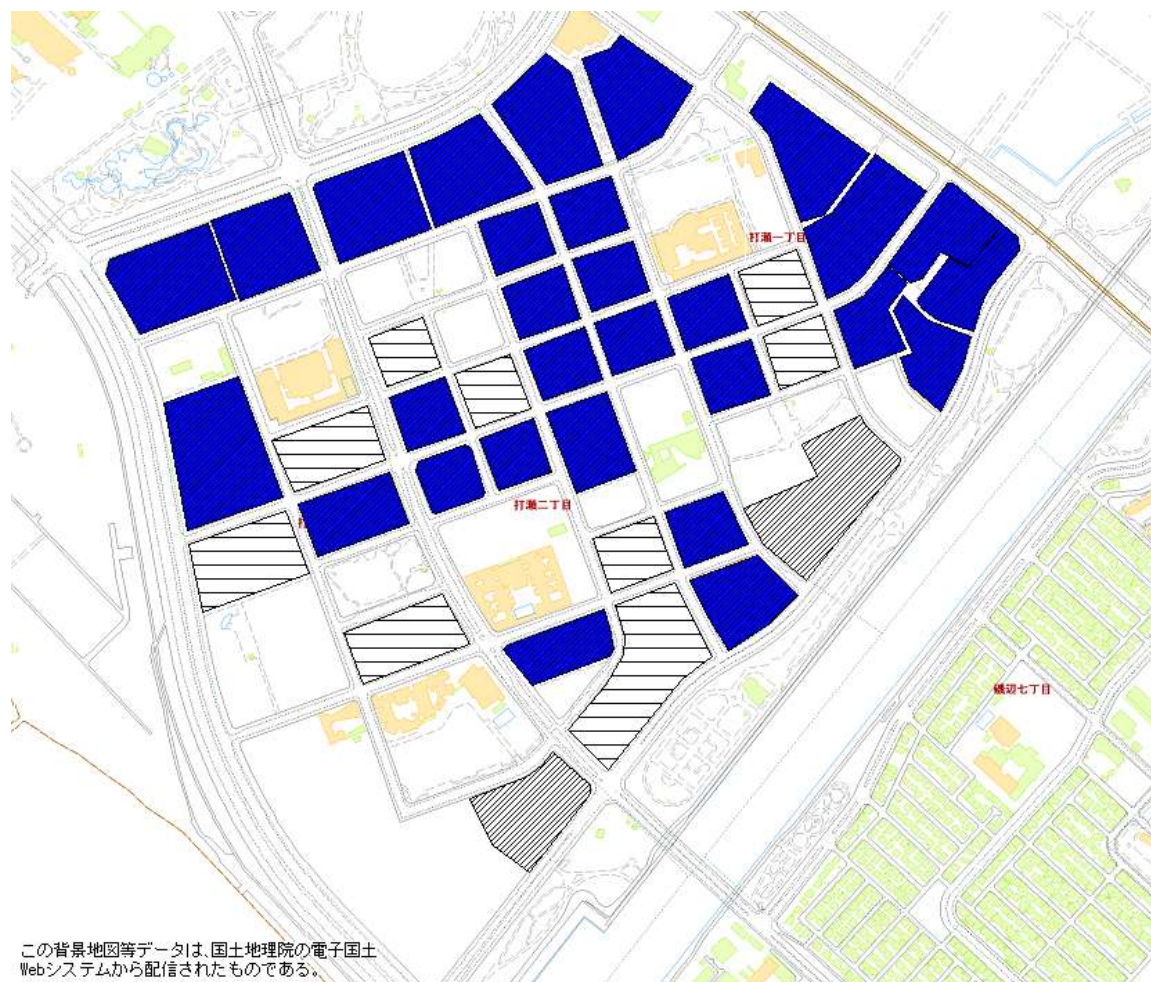 打瀬一丁目
打瀬二丁目
打
磯辺七丁目
この背景地図等データは、国土地理院の電子国土
Webシステムから配信されたものである。